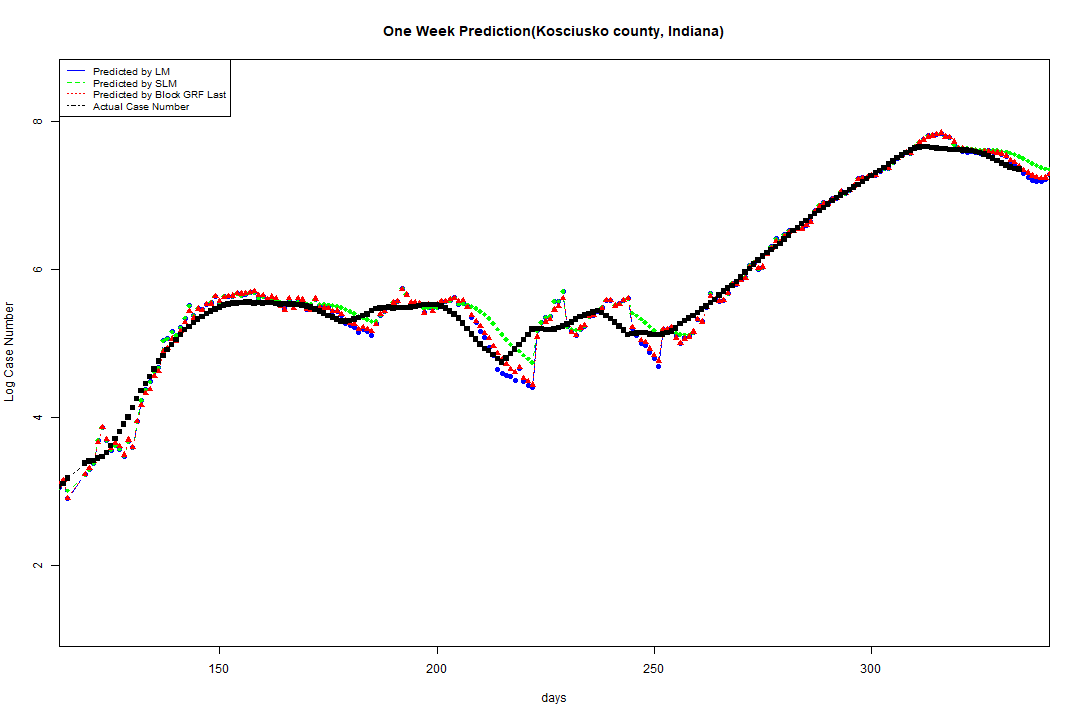 One Week Prediction(Kosciusko county, Indiana)
Predicted by LM
Predicted by SLM
Predicted by Block GRF Last
Actual Case Number
8
6
4
2
Log Case Number
150 200 250 300
days